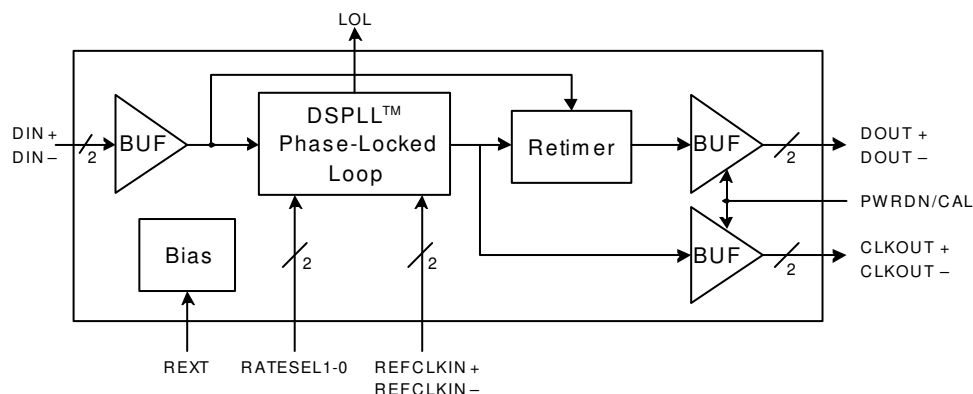 LOL
DSPLL™
Phase-Locked
Loop
DIN +
DIN –
2
BUF
Retimer
BUF
2
DOUT +
DOUT –
PWRDN/CAL
Bias
2
2
BUF
2
CLKOUT +
CLKOUT –
REXT
RATESEL1-0
REFCLKIN +
REFCLKIN –